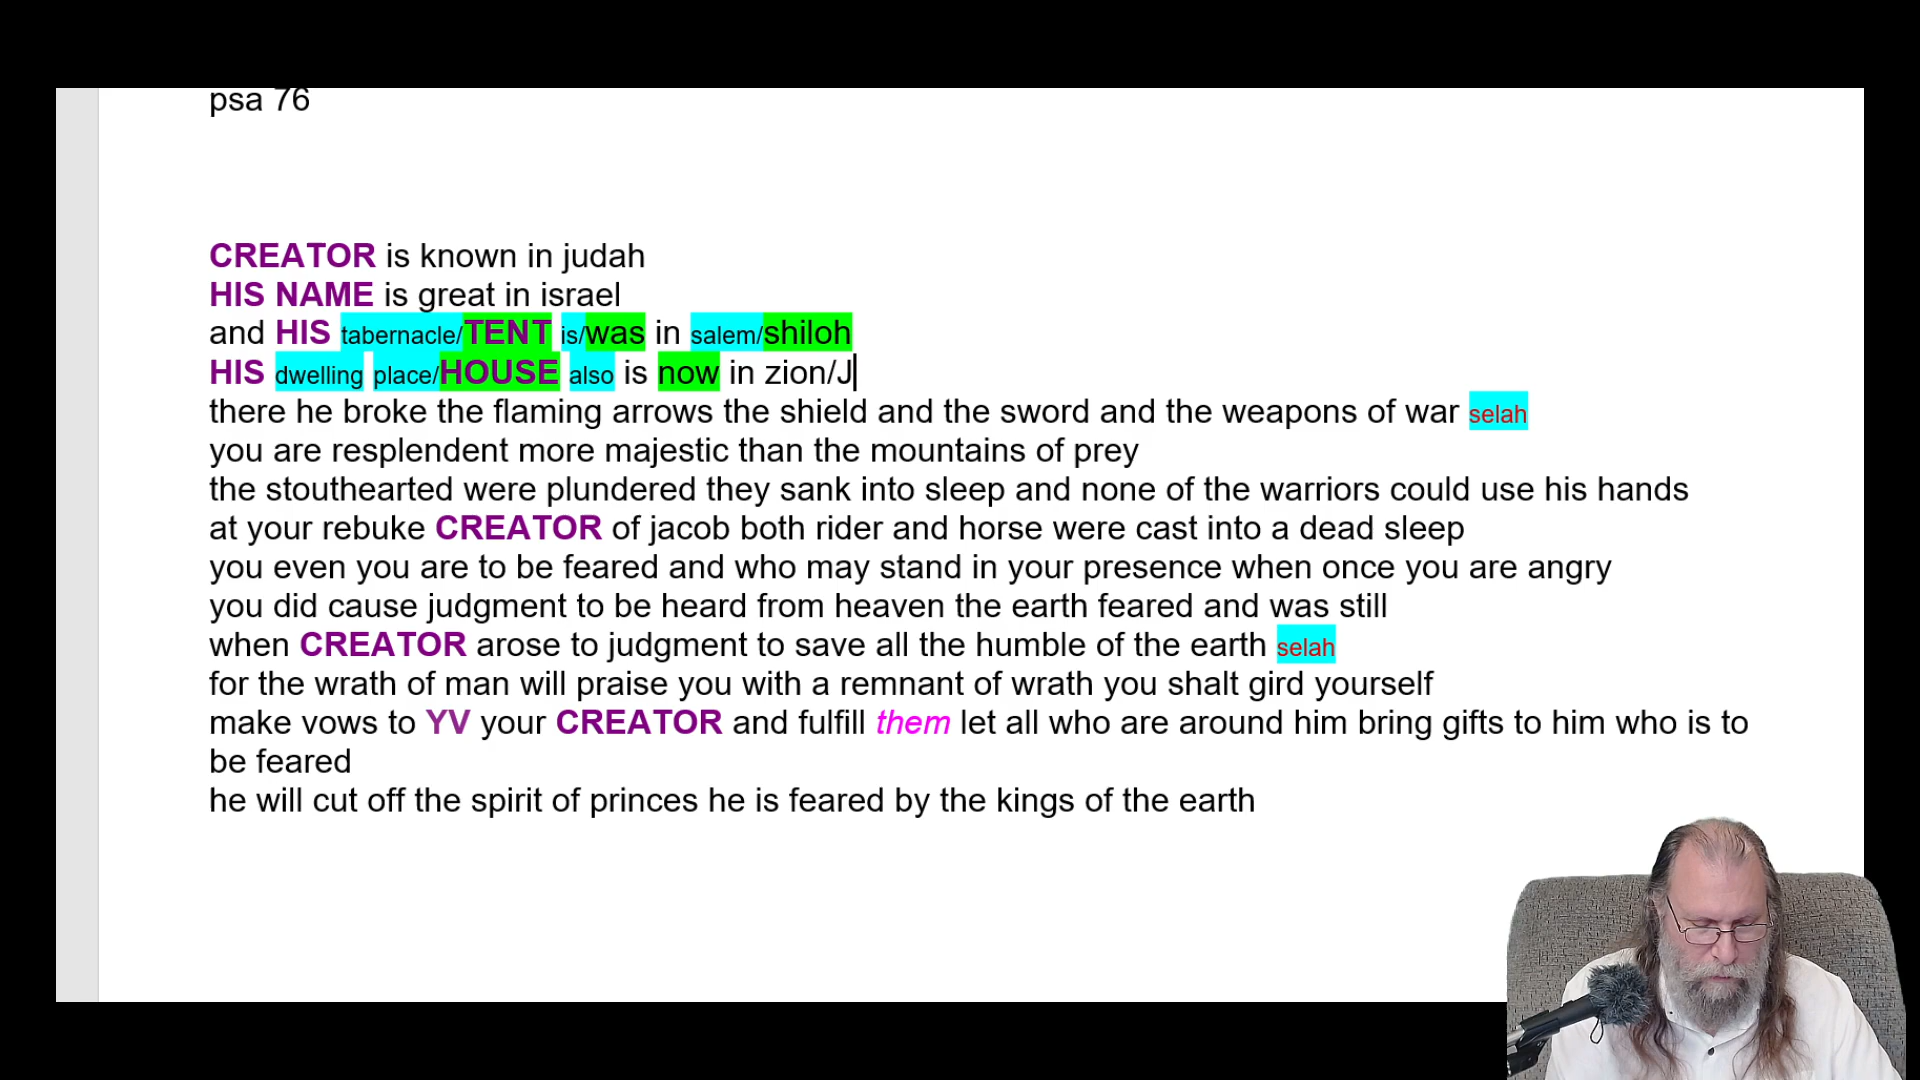 psa 76
CREATOR is known in judah
HIS NAME is great in israel
and HIS tabernacle/TENT is/was in salem/shiloh
HIS dwelling place/HOUSE also is now in zion/J
there he broke the flaming arrows the shield and the sword and the weapons of war selah
you are resplendent more majestic than the mountains of prey
the stouthearted were plundered they sank into sleep and none of the warriors could use his hands
at your rebuke CREATOR of jacob both rider and horse were cast into a dead sleep
you even you are to be feared and who may stand in your presence when once you are angry
you did cause judgment to be heard from heaven the earth feared and was still
when CREATOR arose to judgment to save all the humble of the earth selah
for the wrath of man will praise you with a remnant of wrath you shalt gird yourself
make vows to YV your CREATOR and fulfill them let all who are around him bring gifts to him who is to
be feared
he will cut off the spirit of princes he is feared by the kings of the earth